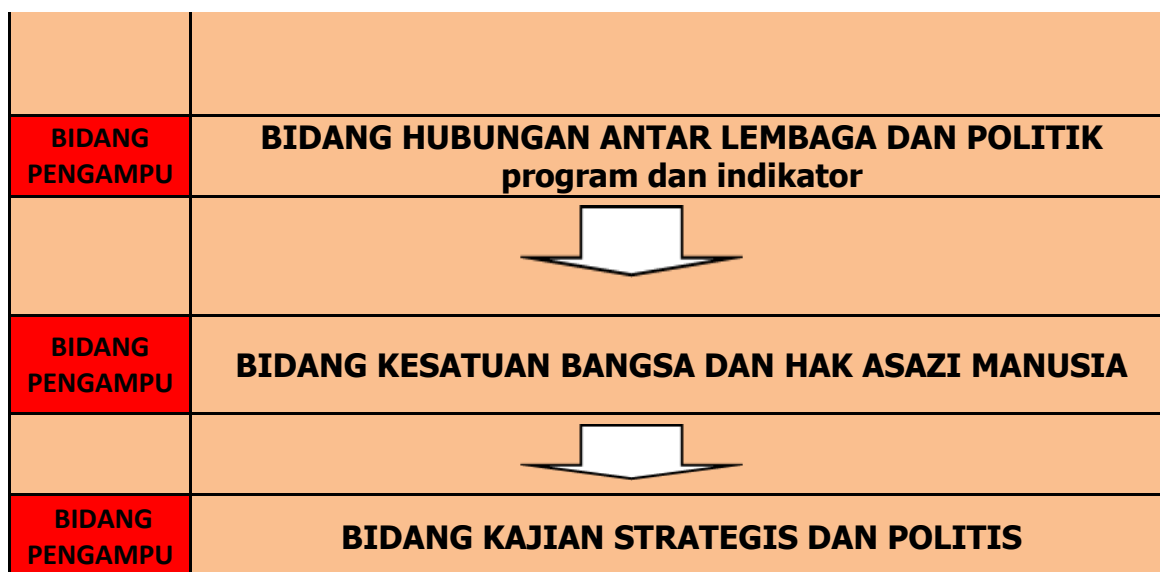 BIDANG
PENGAMPU
BIDANG HUBUNGAN ANTAR LEMBAGA DAN POLITIK
program dan indikator
BIDANG
PENGAMPU
BIDANG KESATUAN BANGSA DAN HAK ASAZI MANUSIA
BIDANG
PENGAMPU
BIDANG KAJIAN STRATEGIS DAN POLITIS